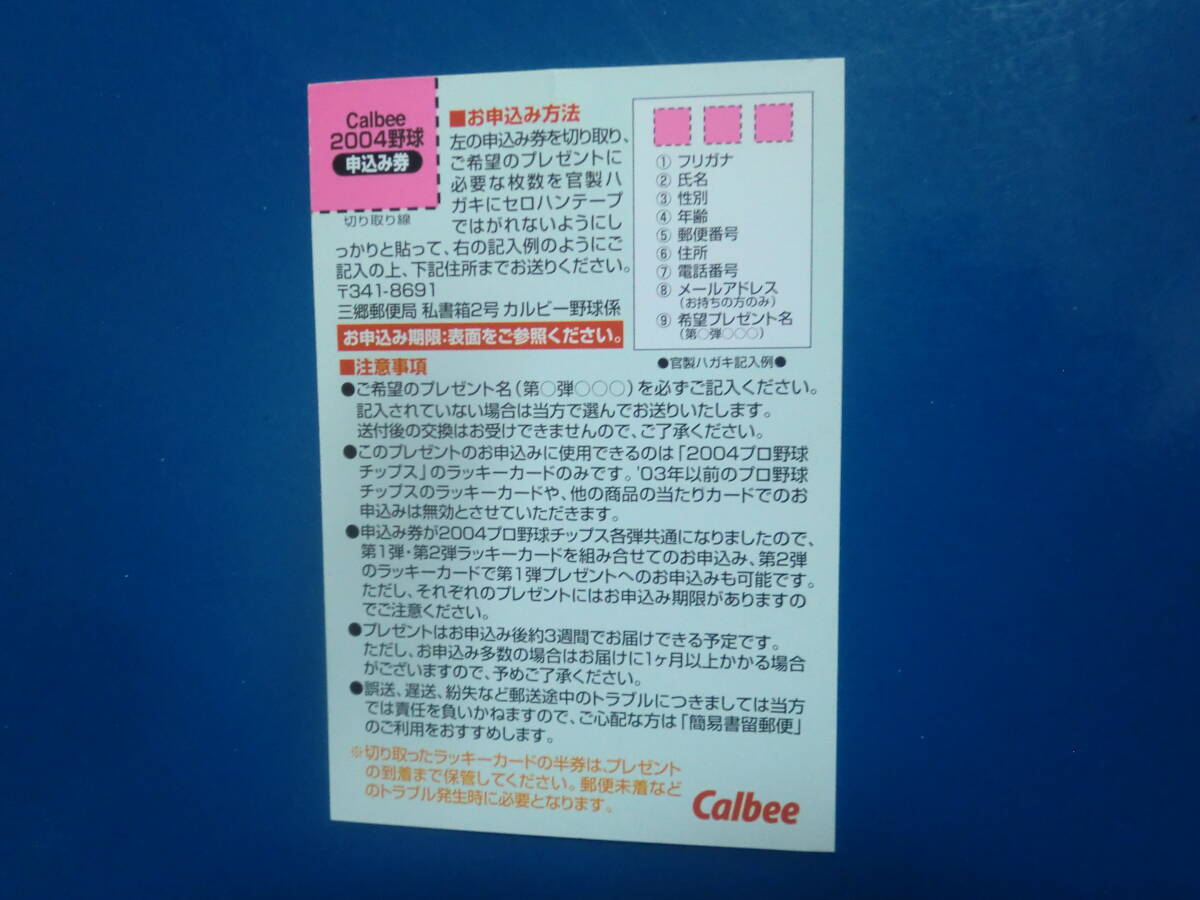 Calbee
2004野球
申込み券
切り取り線
■お申込み方法
左の申込み券を切り取り、
ご希望のプレゼントに
必要な枚数を官製ハ
ガキにセロハンテープ
ではがれないようにし
っかりと貼って、右の記入例のようにご
記入の上、下記住所までお送りください。
〒341-8691
三郷郵便局 私書箱2号 カルビー野球係
お申込み期限:表面をご参照ください。
① フリガナ
② 氏名
③ 性別
④ 年齢
⑤ 郵便番号
⑥ 住所
⑦ 電話番号
⑧ メールアドレス
(お持ちの方のみ)
⑨ 希望プレゼント名
(第○弾○○○)
●官製ハガキ記入例●
■注意事項
●ご希望のプレゼント名(第○弾○○○)を必ずご記入ください。
記入されていない場合は当方で選んでお送りいたします。
送付後の交換はお受けできませんので、ご了承ください。
●このプレゼントのお申込みに使用できるのは「2004プロ野球
チップス」のラッキーカードのみです。'03年以前のプロ野球
チップスのラッキーカードや、他の商品の当たりカードでのお
申込みは無効とさせていただきます。
●申込み券が2004プロ野球チップス各弾共通になりましたので、
第1弾・第2弾ラッキーカードを組み合せてのお申込み、第2弾
のラッキーカードで第1弾プレゼントへのお申込みも可能です。
ただし、それぞれのプレゼントにはお申込み期限がありますの
でご注意ください。
●プレゼントはお申込み後約3週間でお届けできる予定です。
ただし、お申込み多数の場合はお届けに1ヶ月以上かかる場合
がございますので、予めご了承ください。
●誤送、遅送、紛失など郵送途中のトラブルにつきましては当方
では責任を負いかねますので、ご心配な方は「簡易書留郵便」
のご利用をおすすめします。
※切り取ったラッキーカードの半券は、プレゼント
の到着まで保管してください。郵便未着など
のトラブル発生時に必要となります。
Calbee